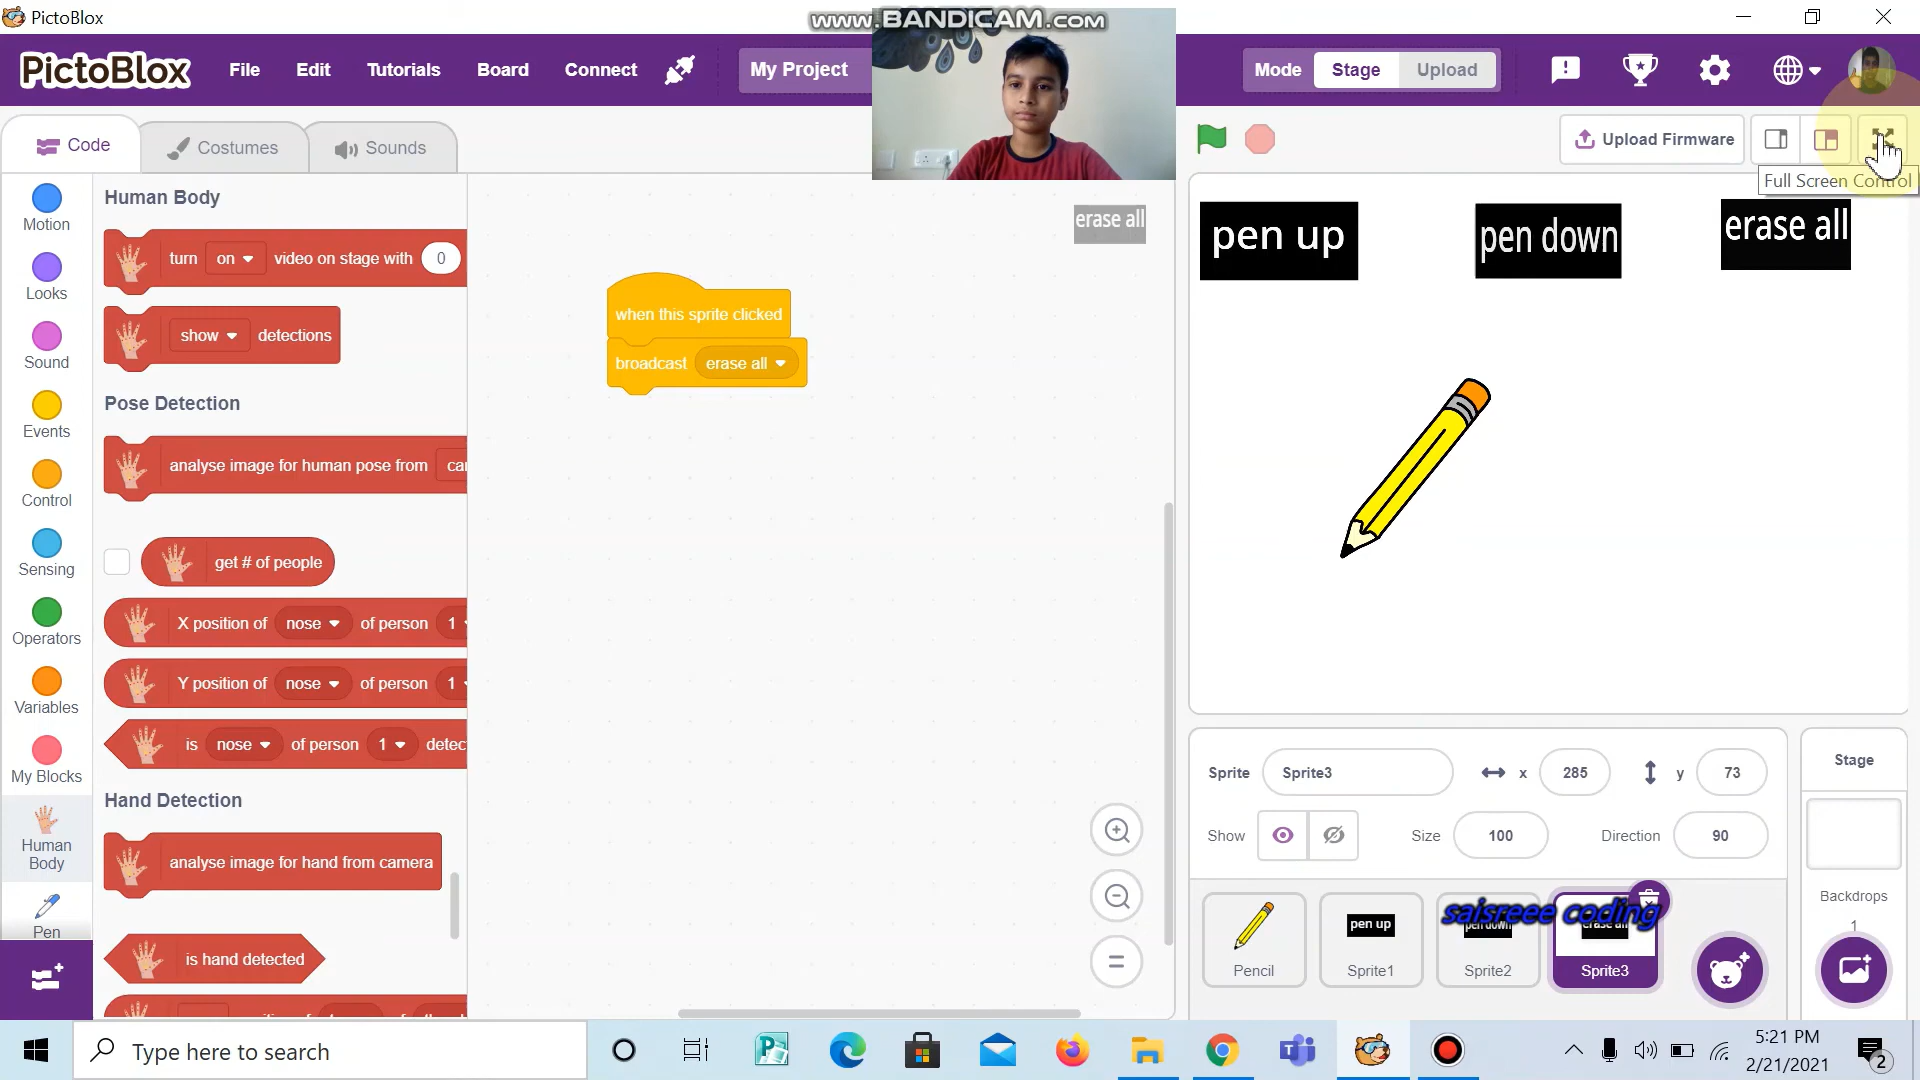 PictoBlox
www.BANDICAM.COM
PictoBlox
File
Edit
Tutorials
Board
Connect
My Project
Mode
Stage
Upload
Code
Costumes
Sounds
Upload Firmware
Full Screen Control
Motion
Looks
Sound
Events
Control
Sensing
Operators
Variables
My Blocks
Human
Body
Pen
Human Body
turn on video on stage with 0
show detections
Pose Detection
analyse image for human pose from
get # of people
X position of nose of person 1
Y position of nose of person 1
is nose of person 1
Hand Detection
analyse image for hand from camera
is hand detected
erase all
when this sprite clicked
broadcast erase all
pen up
pen down
erase all
Sprite
Sprite3
x
285
y
73
Show
Size
100
Direction
90
Stage
Backdrops
1
pen up
saisreee coding
Pencil
Sprite1
Sprite2
Sprite3
Type here to search
5:21 PM
2/21/2021
2